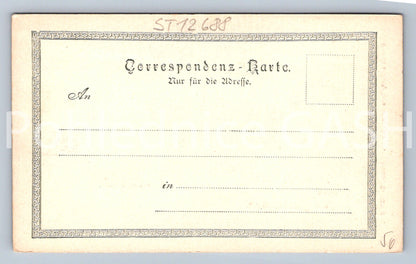 ST12688
Correspondenz-Karte.
Nur für die Adresse.
An
in
50